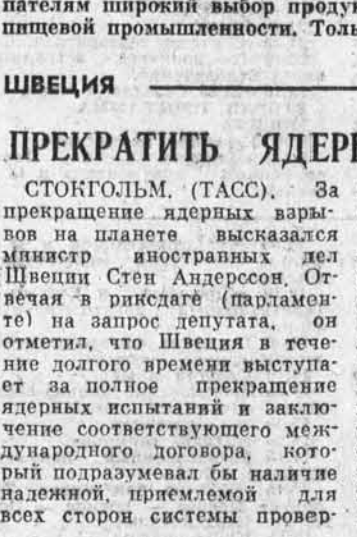 пателям широкий выбор проду
пищевой промышленности. Толь
ШВЕЦИЯ
ПРЕКРАТИТЬ ЯДЕР
СТОКГОЛЬМ. (ТАСС). За
прекращение ядерных взры-
вов на планете высказался
министр иностранных дел
Швеции Стен Андерссон. От-
вечая в риксдаге (парламен-
те) на запрос депутата, он
отметил, что Швеция в тече-
ние долгого времени выступа-
ет за полное прекращение
ядерных испытаний и заклю-
чение соответствующего меж-
дународного договора, кото-
рый подразумевал бы наличие
надежной, приемлемой для
всех сторон системы провер-